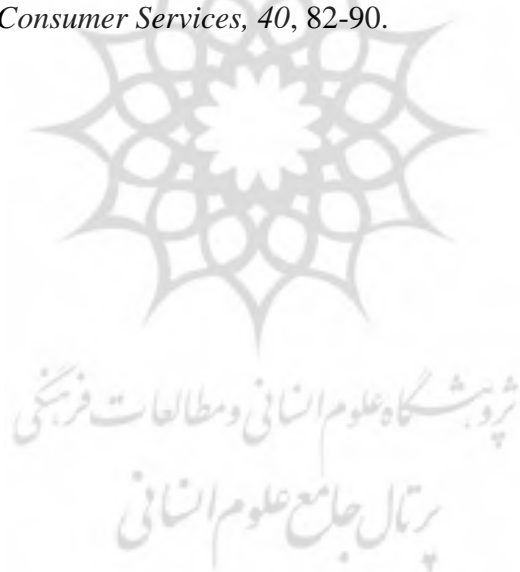 Consumer Services, 40, 82-90.
پژوهشگاه علوم انسانی و مطالعات فرهنگی
پرتال جامع علوم انسانی